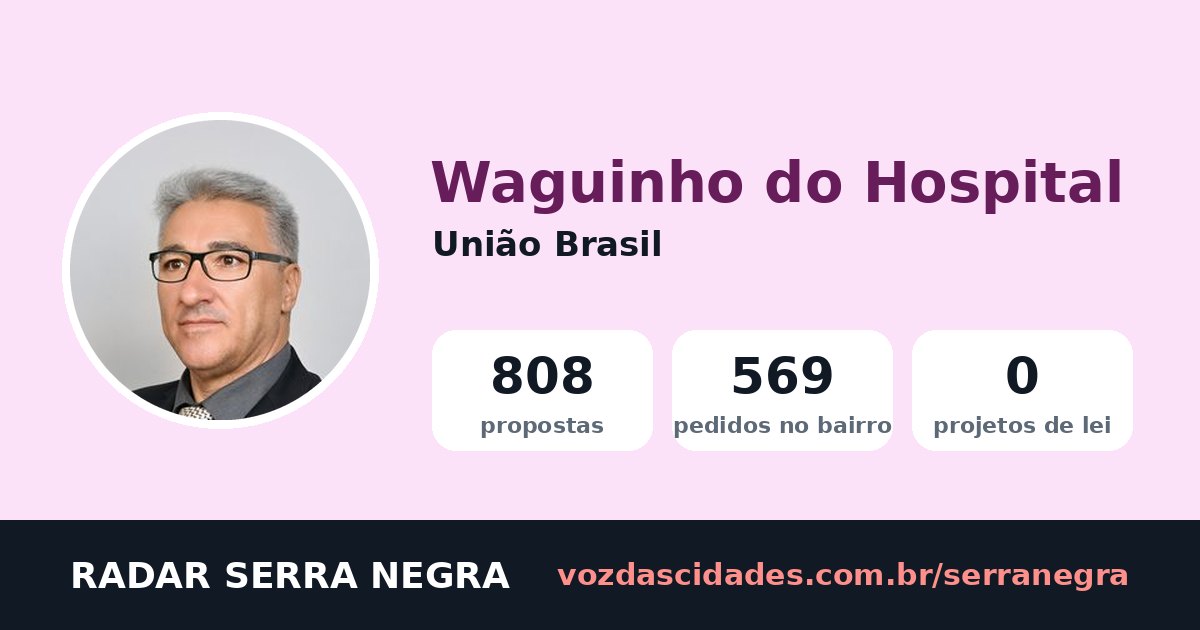 Waguinho do Hospital
União Brasil
808
propostas
569
pedidos no bairro
0
projetos de lei
RADAR SERRA NEGRA
vozdascidades.com.br/serranegra